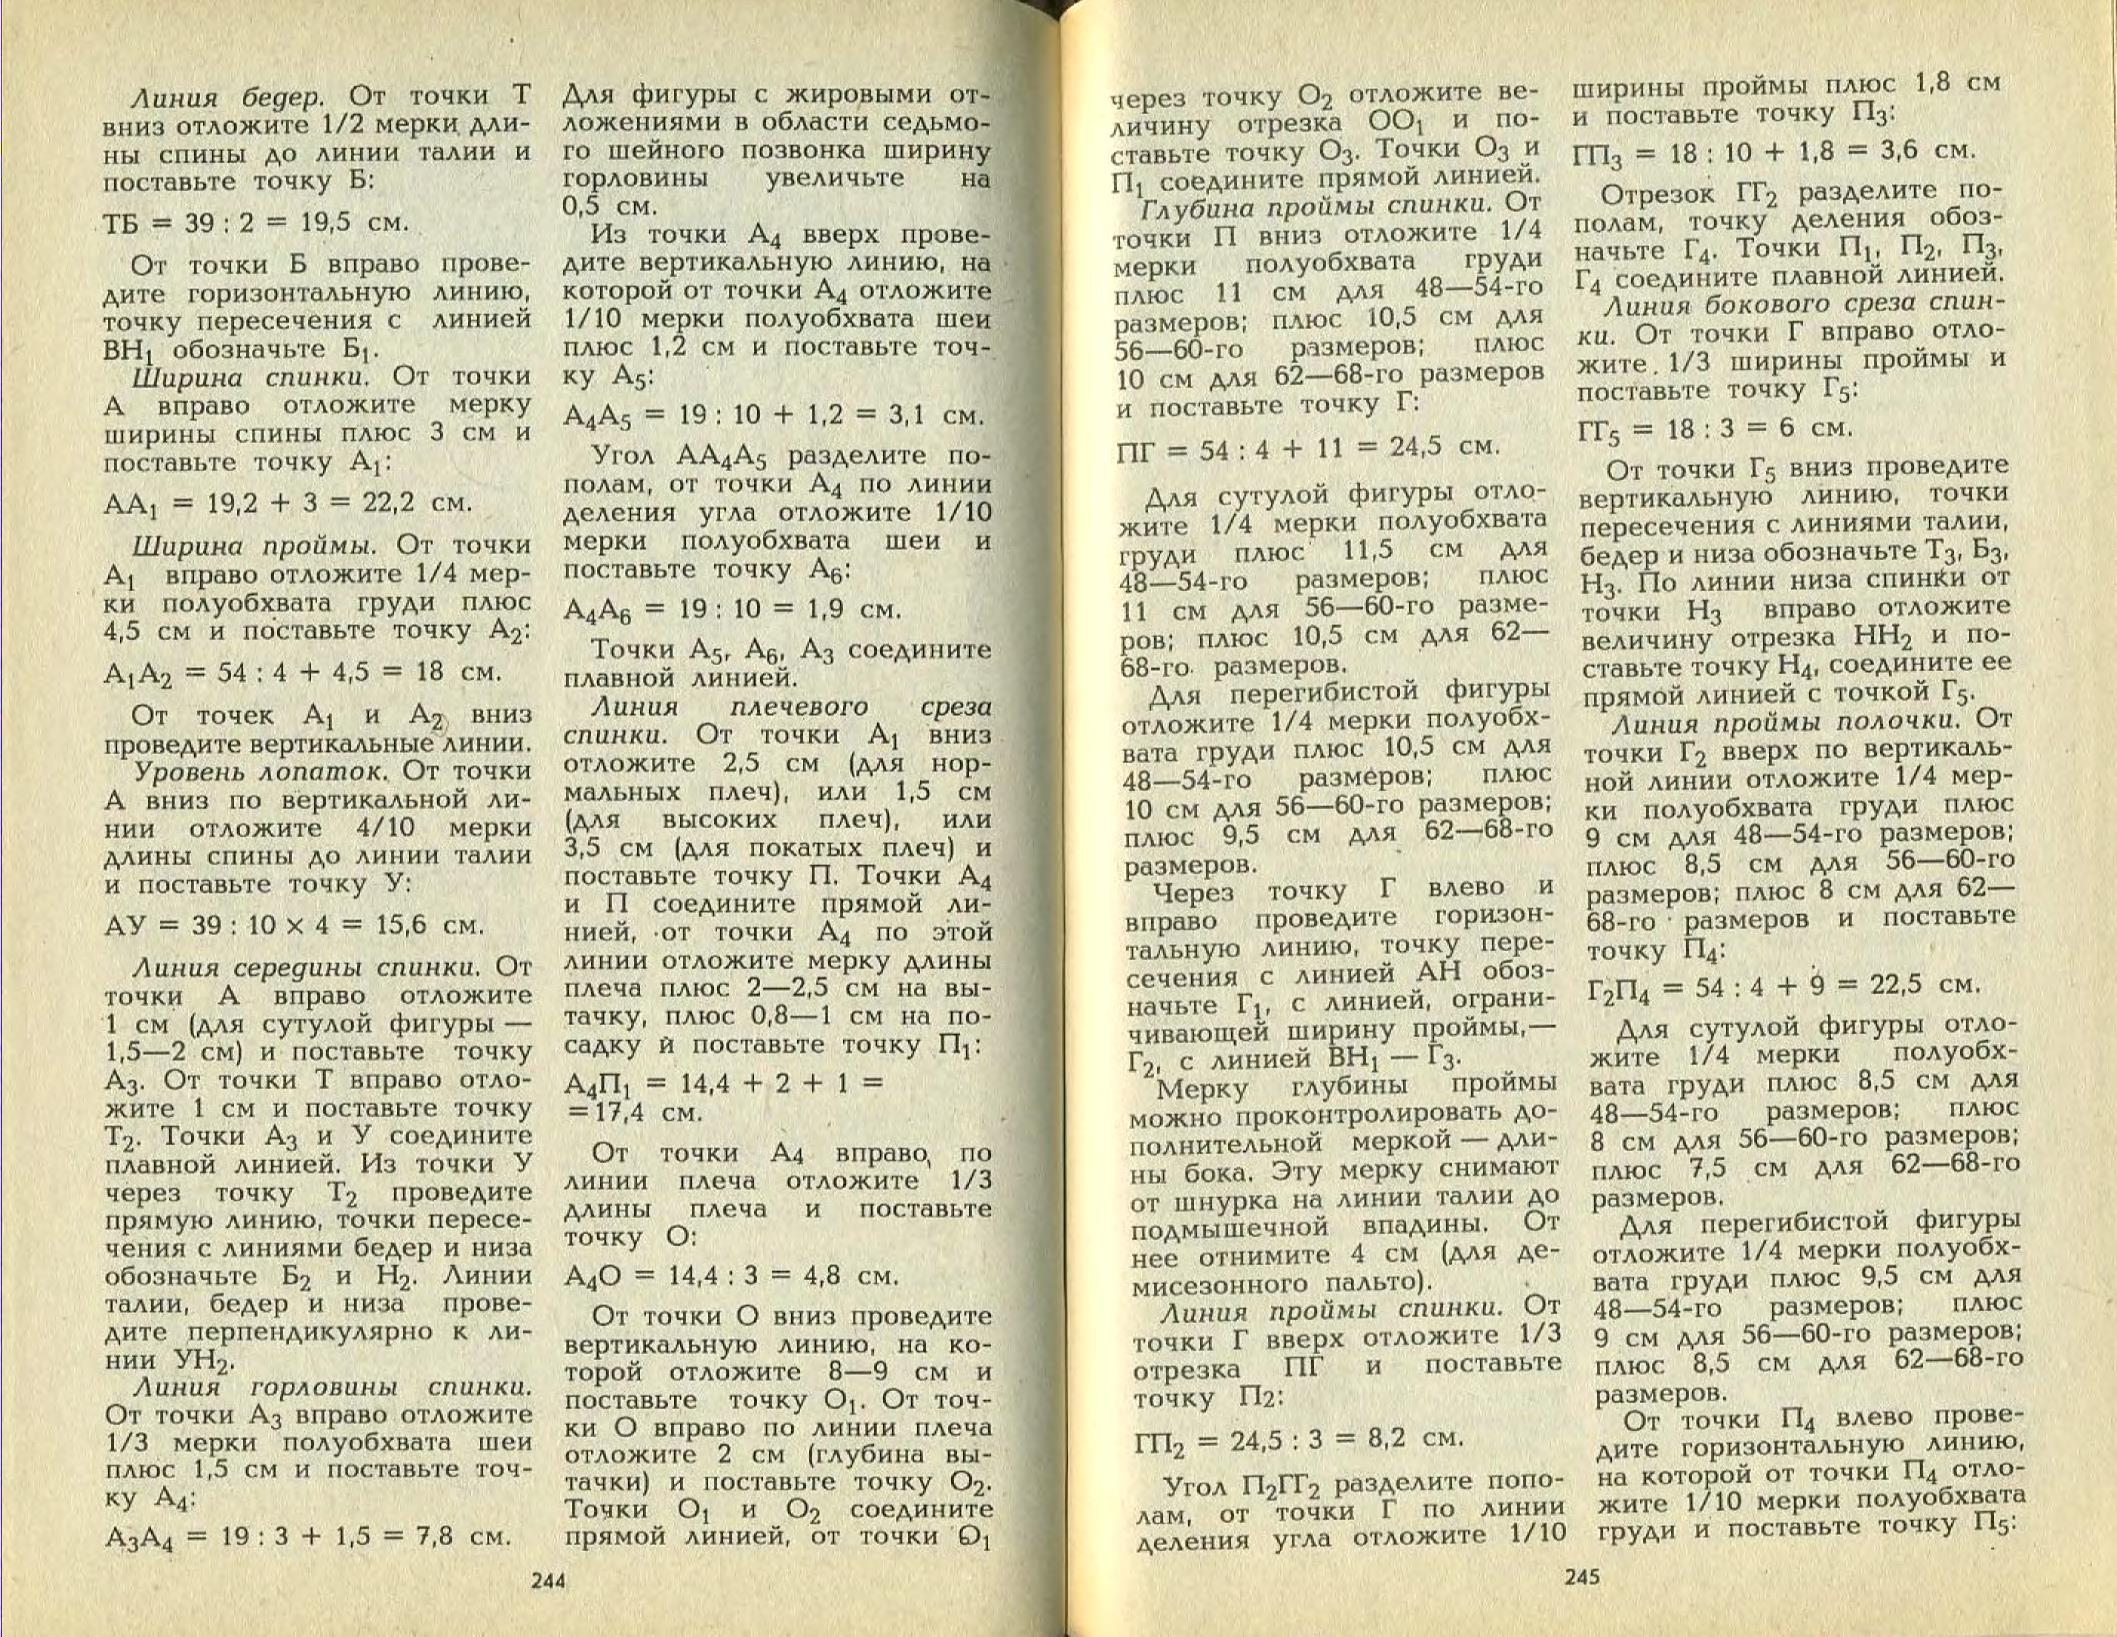 Линия бедер. От точки Т
вниз отложите 1/2 мерки дли-
ны спины до линии талии и
поставьте точку Б:
ТБ = 39 : 2 = 19,5 см.
От точки Б вправо прове-
дите горизонтальную линию,
точку пересечения с линией
ВН₁ обозначьте Б₁.
Ширина спинки. От точки
А вправо отложите мерку
ширины спины плюс 3 см и
поставьте точку А₁:
АА₁ = 19,2 + 3 = 22,2 см.
Ширина проймы. От точки
А₁ вправо отложите 1/4 мер-
ки полуобхвата груди плюс
4,5 см и поставьте точку А₂:
А₁А₂ = 54 : 4 + 4,5 = 18 см.
От точек А₁ и А₂ вниз
проведите вертикальные линии.
Уровень лопаток. От точки
А вниз по вертикальной ли-
нии отложите 4/10 мерки
длины спины до линии талии
и поставьте точку У:
АУ = 39 : 10 × 4 = 15,6 см.
Линия середины спинки. От
точки А вправо отложите
1 см (для сутулой фигуры —
1,5—2 см) и поставьте точку
А₃. От точки Т вправо отло-
жите 1 см и поставьте точку
Т₂. Точки А₃ и У соедините
плавной линией. Из точки У
через точку Т₂ проведите
прямую линию, точки пересе-
чения с линиями бедер и низа
обозначьте Б₂ и Н₂. Линии
талии, бедер и низа прове-
дите перпендикулярно к ли-
нии УН₂.
Линия горловины спинки.
От точки А₃ вправо отложите
1/3 мерки полуобхвата шеи
плюс 1,5 см и поставьте точ-
ку А₄:
А₃А₄ = 19 : 3 + 1,5 = 7,8 см.
Для фигуры с жировыми от-
ложениями в области седьмо-
го шейного позвонка ширину
горловины увеличьте на
0,5 см.
Из точки А₄ вверх прове-
дите вертикальную линию, на
которой от точки А₄ отложите
1/10 мерки полуобхвата шеи
плюс 1,2 см и поставьте точ-
ку А₅:
А₄А₅ = 19 : 10 + 1,2 = 3,1 см.
Угол АА₄А₅ разделите по-
полам, от точки А₄ по линии
деления угла отложите 1/10
мерки полуобхвата шеи и
поставьте точку А₆:
А₄А₆ = 19 : 10 = 1,9 см.
Точки А₅, А₆, А₃ соедините
плавной линией.
Линия плечевого среза
спинки. От точки А₁ вниз
отложите 2,5 см (для нор-
мальных плеч), или 1,5 см
(для высоких плеч), или
3,5 см (для покатых плеч) и
поставьте точку П. Точки А₄
и П соедините прямой ли-
нией, от точки А₄ по этой
линии отложите мерку длины
плеча плюс 2—2,5 см на вы-
тачку, плюс 0,8—1 см на по-
садку и поставьте точку П₁:
А₄П₁ = 14,4 + 2 + 1 =
= 17,4 см.
От точки А₄ вправо, по
линии плеча отложите 1/3
длины плеча и поставьте
точку О:
А₄О = 14,4 : 3 = 4,8 см.
От точки О вниз проведите
вертикальную линию, на ко-
торой отложите 8—9 см и
поставьте точку О₁. От точ-
ки О вправо по линии плеча
отложите 2 см (глубина вы-
тачки) и поставьте точку О₂.
Точки О₁ и О₂ соедините
прямой линией, от точки О₁
244
через точку О₂ отложите ве-
личину отрезка ОО₁ и по-
ставьте точку О₃. Точки О₃ и
П₁ соедините прямой линией.
Глубина проймы спинки. От
точки П вниз отложите 1/4
мерки полуобхвата груди
плюс 11 см для 48—54-го
размеров; плюс 10,5 см для
56—60-го размеров; плюс
10 см для 62—68-го размеров
и поставьте точку Г:
ПГ = 54 : 4 + 11 = 24,5 см.
Для сутулой фигуры отло-
жите 1/4 мерки полуобхвата
груди плюс 11,5 см для
48—54-го размеров; плюс
11 см для 56—60-го разме-
ров; плюс 10,5 см для 62—
68-го размеров.
Для перегибистой фигуры
отложите 1/4 мерки полуобх-
вата груди плюс 10,5 см для
48—54-го размеров; плюс
10 см для 56—60-го размеров;
плюс 9,5 см для 62—68-го
размеров.
Через точку Г влево и
вправо проведите горизон-
тальную линию, точку пере-
сечения с линией АН обоз-
начьте Г₁, с линией, ограни-
чивающей ширину проймы,—
Г₂, с линией ВН₁ — Г₃.
Мерку глубины проймы
можно проконтролировать до-
полнительной меркой — дли-
ны бока. Эту мерку снимают
от шнурка на линии талии до
подмышечной впадины. От
нее отнимите 4 см (для де-
мисезонного пальто).
Линия проймы спинки. От
точки Г вверх отложите 1/3
отрезка ПГ и поставьте
точку П₂:
ГП₂ = 24,5 : 3 = 8,2 см.
Угол П₂ГГ₂ разделите попо-
лам, от точки Г по линии
деления угла отложите 1/10
ширины проймы плюс 1,8 см
и поставьте точку П₃:
ГП₃ = 18 : 10 + 1,8 = 3,6 см.
Отрезок ГГ₂ разделите по-
полам, точку деления обоз-
начьте Г₄. Точки П₁, П₂, П₃,
Г₄ соедините плавной линией.
Линия бокового среза спин-
ки. От точки Г вправо отло-
жите 1/3 ширины проймы и
поставьте точку Г₅:
ГГ₅ = 18 : 3 = 6 см.
От точки Г₅ вниз проведите
вертикальную линию, точки
пересечения с линиями талии,
бедер и низа обозначьте Т₃, Б₃,
Н₃. По линии низа спинки от
точки Н₃ вправо отложите
величину отрезка НН₂ и по-
ставьте точку Н₄, соедините ее
прямой линией с точкой Г₅.
Линия проймы полочки. От
точки Г₂ вверх по вертикаль-
ной линии отложите 1/4 мер-
ки полуобхвата груди плюс
9 см для 48—54-го размеров;
плюс 8,5 см для 56—60-го
размеров; плюс 8 см для 62—
68-го размеров и поставьте
точку П₄:
Г₂П₄ = 54 : 4 + 9 = 22,5 см.
Для сутулой фигуры отло-
жите 1/4 мерки полуобх-
вата груди плюс 8,5 см для
48—54-го размеров; плюс
8 см для 56—60-го размеров;
плюс 7,5 см для 62—68-го
размеров.
Для перегибистой фигуры
отложите 1/4 мерки полуобх-
вата груди плюс 9,5 см для
48—54-го размеров; плюс
9 см для 56—60-го размеров;
плюс 8,5 см для 62—68-го
размеров.
От точки П₄ влево прове-
дите горизонтальную линию,
на которой от точки П₄ отло-
жите 1/10 мерки полуобхвата
груди и поставьте точку П₅:
245